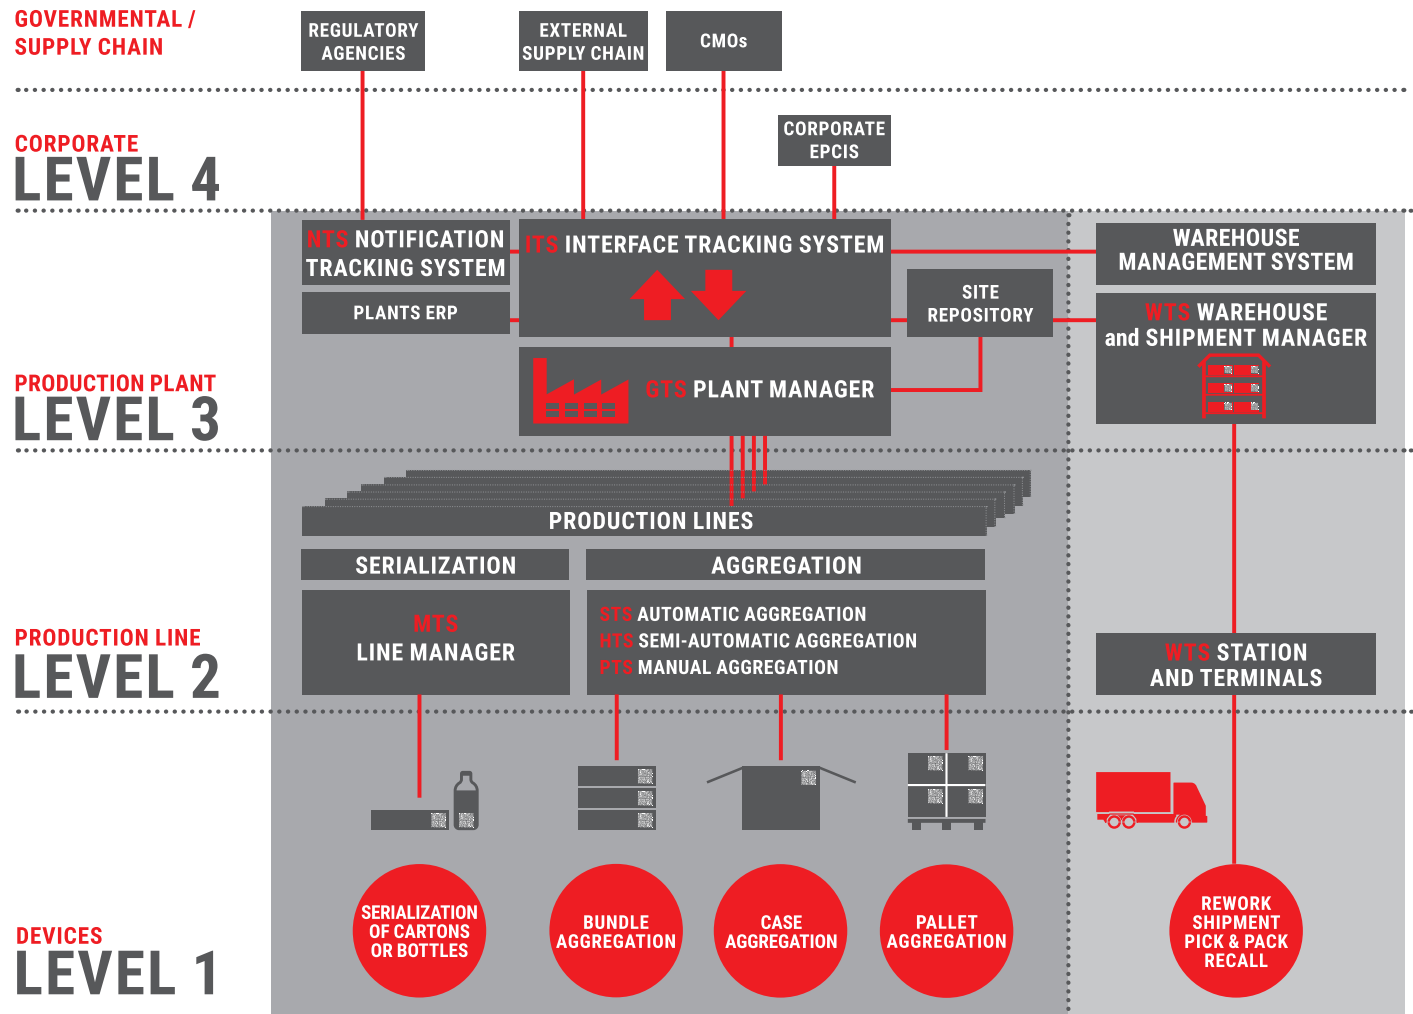 GOVERNMENTAL /
SUPPLY CHAIN
REGULATORY
AGENCIES
EXTERNAL
SUPPLY CHAIN
CMOs
CORPORATE
LEVEL 4
CORPORATE
EPCIS
NTS NOTIFICATION
TRACKING SYSTEM
ITS INTERFACE TRACKING SYSTEM
WAREHOUSE
MANAGEMENT SYSTEM
PLANTS ERP
SITE
REPOSITORY
WTS WAREHOUSE
and SHIPMENT MANAGER
PRODUCTION PLANT
LEVEL 3
GTS PLANT MANAGER
PRODUCTION LINES
SERIALIZATION
AGGREGATION
PRODUCTION LINE
LEVEL 2
MTS
LINE MANAGER
STS AUTOMATIC AGGREGATION
HTS SEMI-AUTOMATIC AGGREGATION
PTS MANUAL AGGREGATION
WTS STATION
AND TERMINALS
DEVICES
LEVEL 1
SERIALIZATION
OF CARTONS
OR BOTTLES
BUNDLE
AGGREGATION
CASE
AGGREGATION
PALLET
AGGREGATION
REWORK
SHIPMENT
PICK & PACK
RECALL